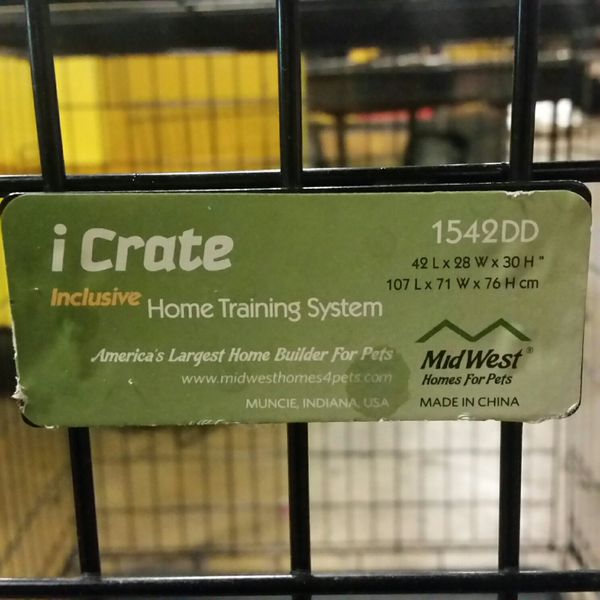 i Crate
Inclusive Home Training System
1542DD
42 L x 28 W x 30 H "
107 L x 71 W x 76 H cm
America's Largest Home Builder For Pets
www.midwesthomes4pets.com
MUNCIE, INDIANA, USA
MidWest®
Homes For Pets
MADE IN CHINA